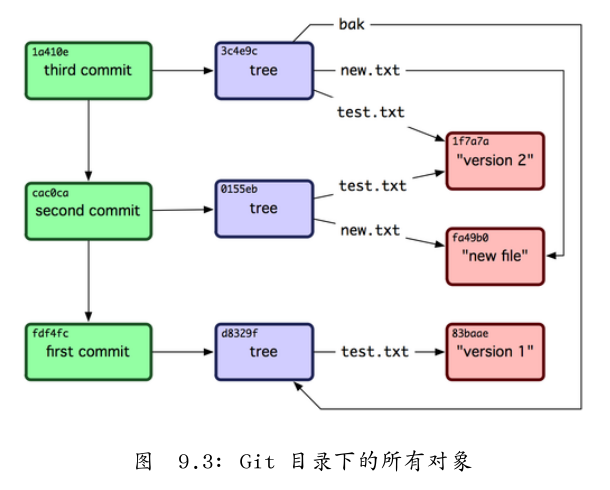 bak
1a410e
third commit
3c4e9c
tree
new.txt
test.txt
1f7a7a
"version 2"
cac0ca
second commit
0155eb
tree
test.txt
new.txt
fa49b0
"new file"
fdf4fc
first commit
d8329f
tree
test.txt
83baae
"version 1"
图 9.3: Git 目录下的所有对象